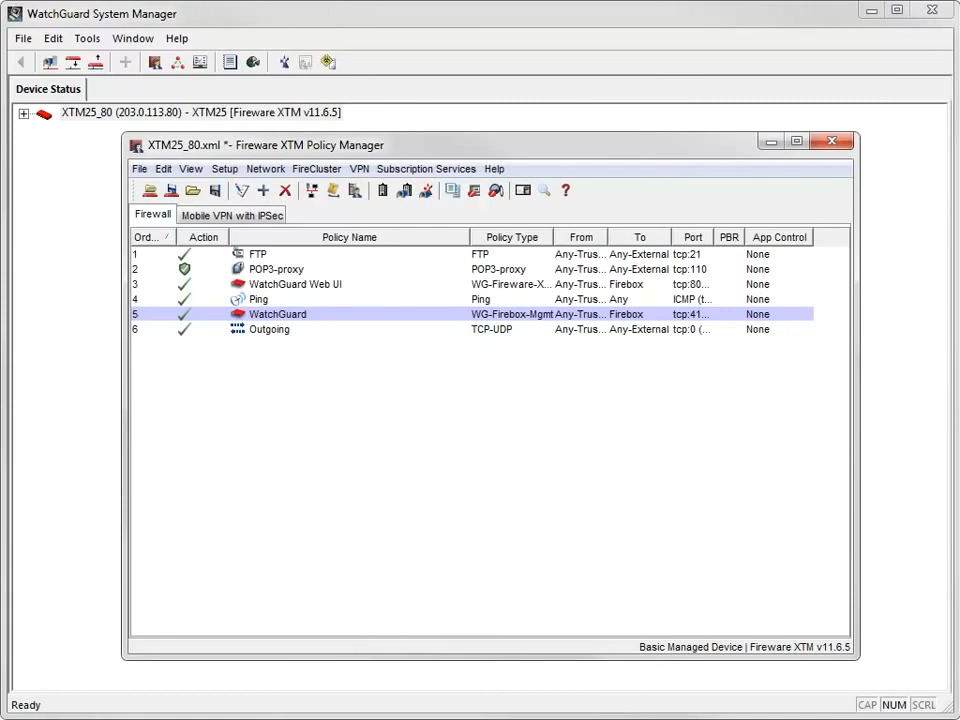 WatchGuard System Manager
File Edit Tools Window Help
Device Status
XTM25_80 (203.0.113.80) - XTM25 [Fireware XTM v11.6.5]
XTM25_80.xml *- Fireware XTM Policy Manager
File Edit View Setup Network FireCluster VPN Subscription Services Help
Firewall Mobile VPN with IPSec
Ord... / Action Policy Name Policy Type From To Port PBR App Control
1 FTP FTP Any-Trus... Any-External tcp:21 None
2 POP3-proxy POP3-proxy Any-Trus... Any-External tcp:110 None
3 WatchGuard Web UI WG-Fireware-X... Any-Trus... Firebox tcp:80... None
4 Ping Ping Any-Trus... Any ICMP (t... None
5 WatchGuard WG-Firebox-Mgmt Any-Trus... Firebox tcp:41... None
6 Outgoing TCP-UDP Any-Trus... Any-External tcp:0 (... None
Basic Managed Device | Fireware XTM v11.6.5
Ready CAP NUM SCRL